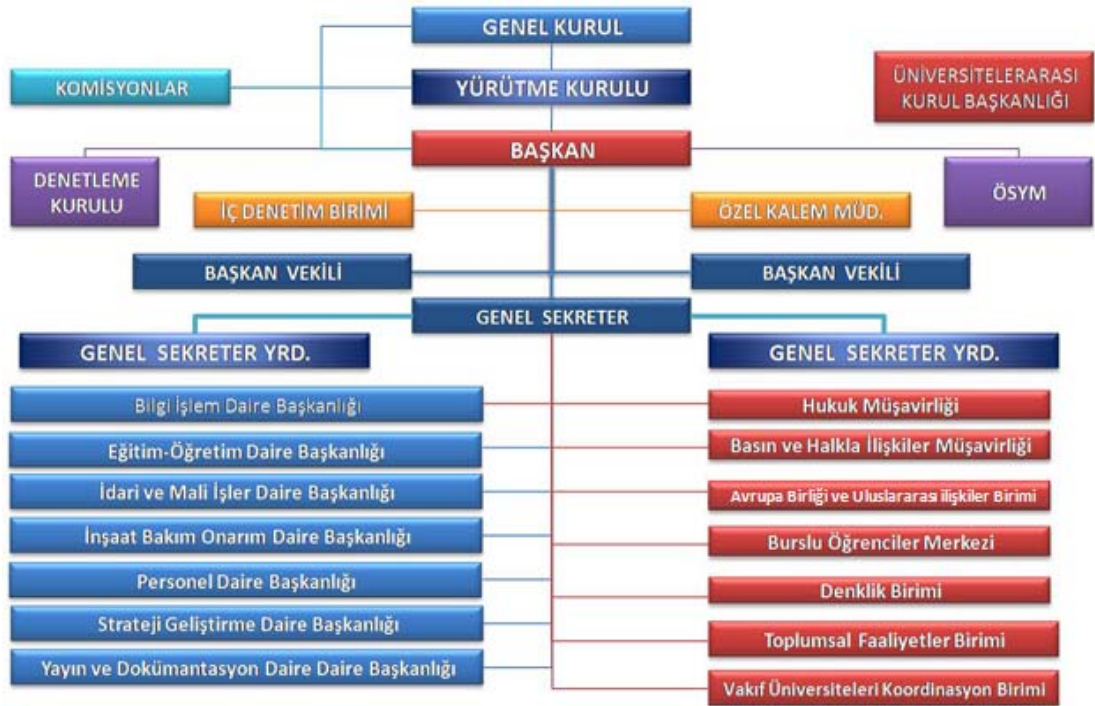 GENEL KURUL
KOMİSYONLAR
YÜRÜTME KURULU
ÜNİVERSİTELERARASI
KURUL BAŞKANLIĞI
BAŞKAN
DENETLEME
KURULU
İÇ DENETİM BİRİMİ
ÖZEL KALEM MÜD.
ÖSYM
BAŞKAN VEKİLİ
BAŞKAN VEKİLİ
GENEL SEKRETER
GENEL SEKRETER YRD.
GENEL SEKRETER YRD.
Bilgi İşlem Daire Başkanlığı
Eğitim-Öğretim Daire Başkanlığı
İdari ve Mali İşler Daire Başkanlığı
İnşaat Bakım Onarım Daire Başkanlığı
Personel Daire Başkanlığı
Strateji Geliştirme Daire Başkanlığı
Yayın ve Dokümantasyon Daire Daire Başkanlığı
Hukuk Müşavirliği
Basın ve Halkla İlişkiler Müşavirliği
Avrupa Birliği ve Uluslararası ilişkiler Birimi
Burslu Öğrenciler Merkezi
Denklik Birimi
Toplumsal Faaliyetler Birimi
Vakıf Üniversiteleri Koordinasyon Birimi